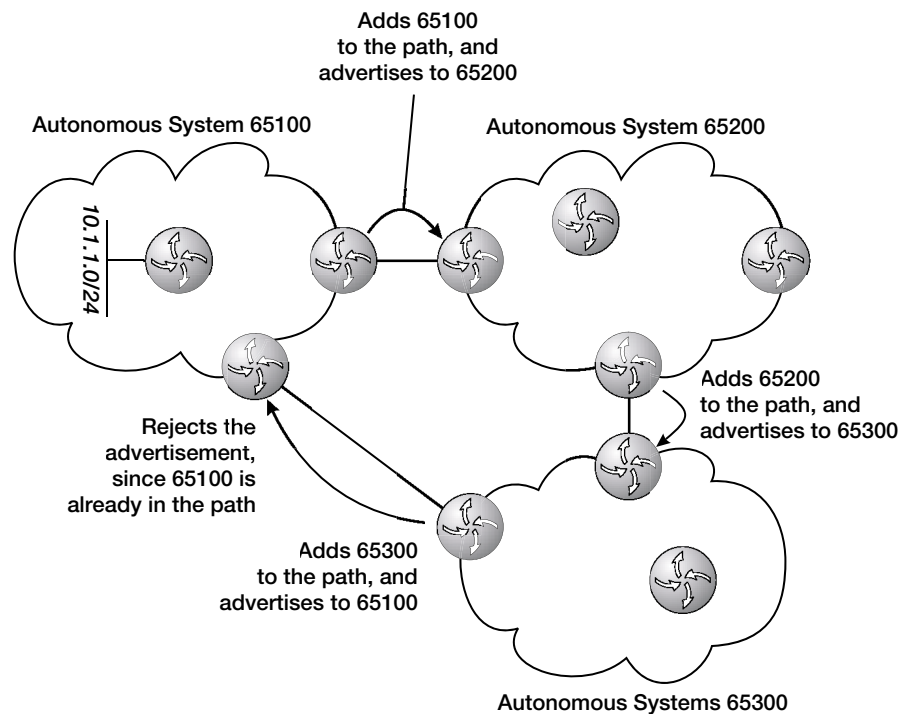 Adds 65100
to the path, and
advertises to 65200
Autonomous System 65100
Autonomous System 65200
10.1.1.0/24
Adds 65200
to the path, and
advertises to 65300
Rejects the
advertisement,
since 65100 is
already in the path
Adds 65300
to the path, and
advertises to 65100
Autonomous Systems 65300